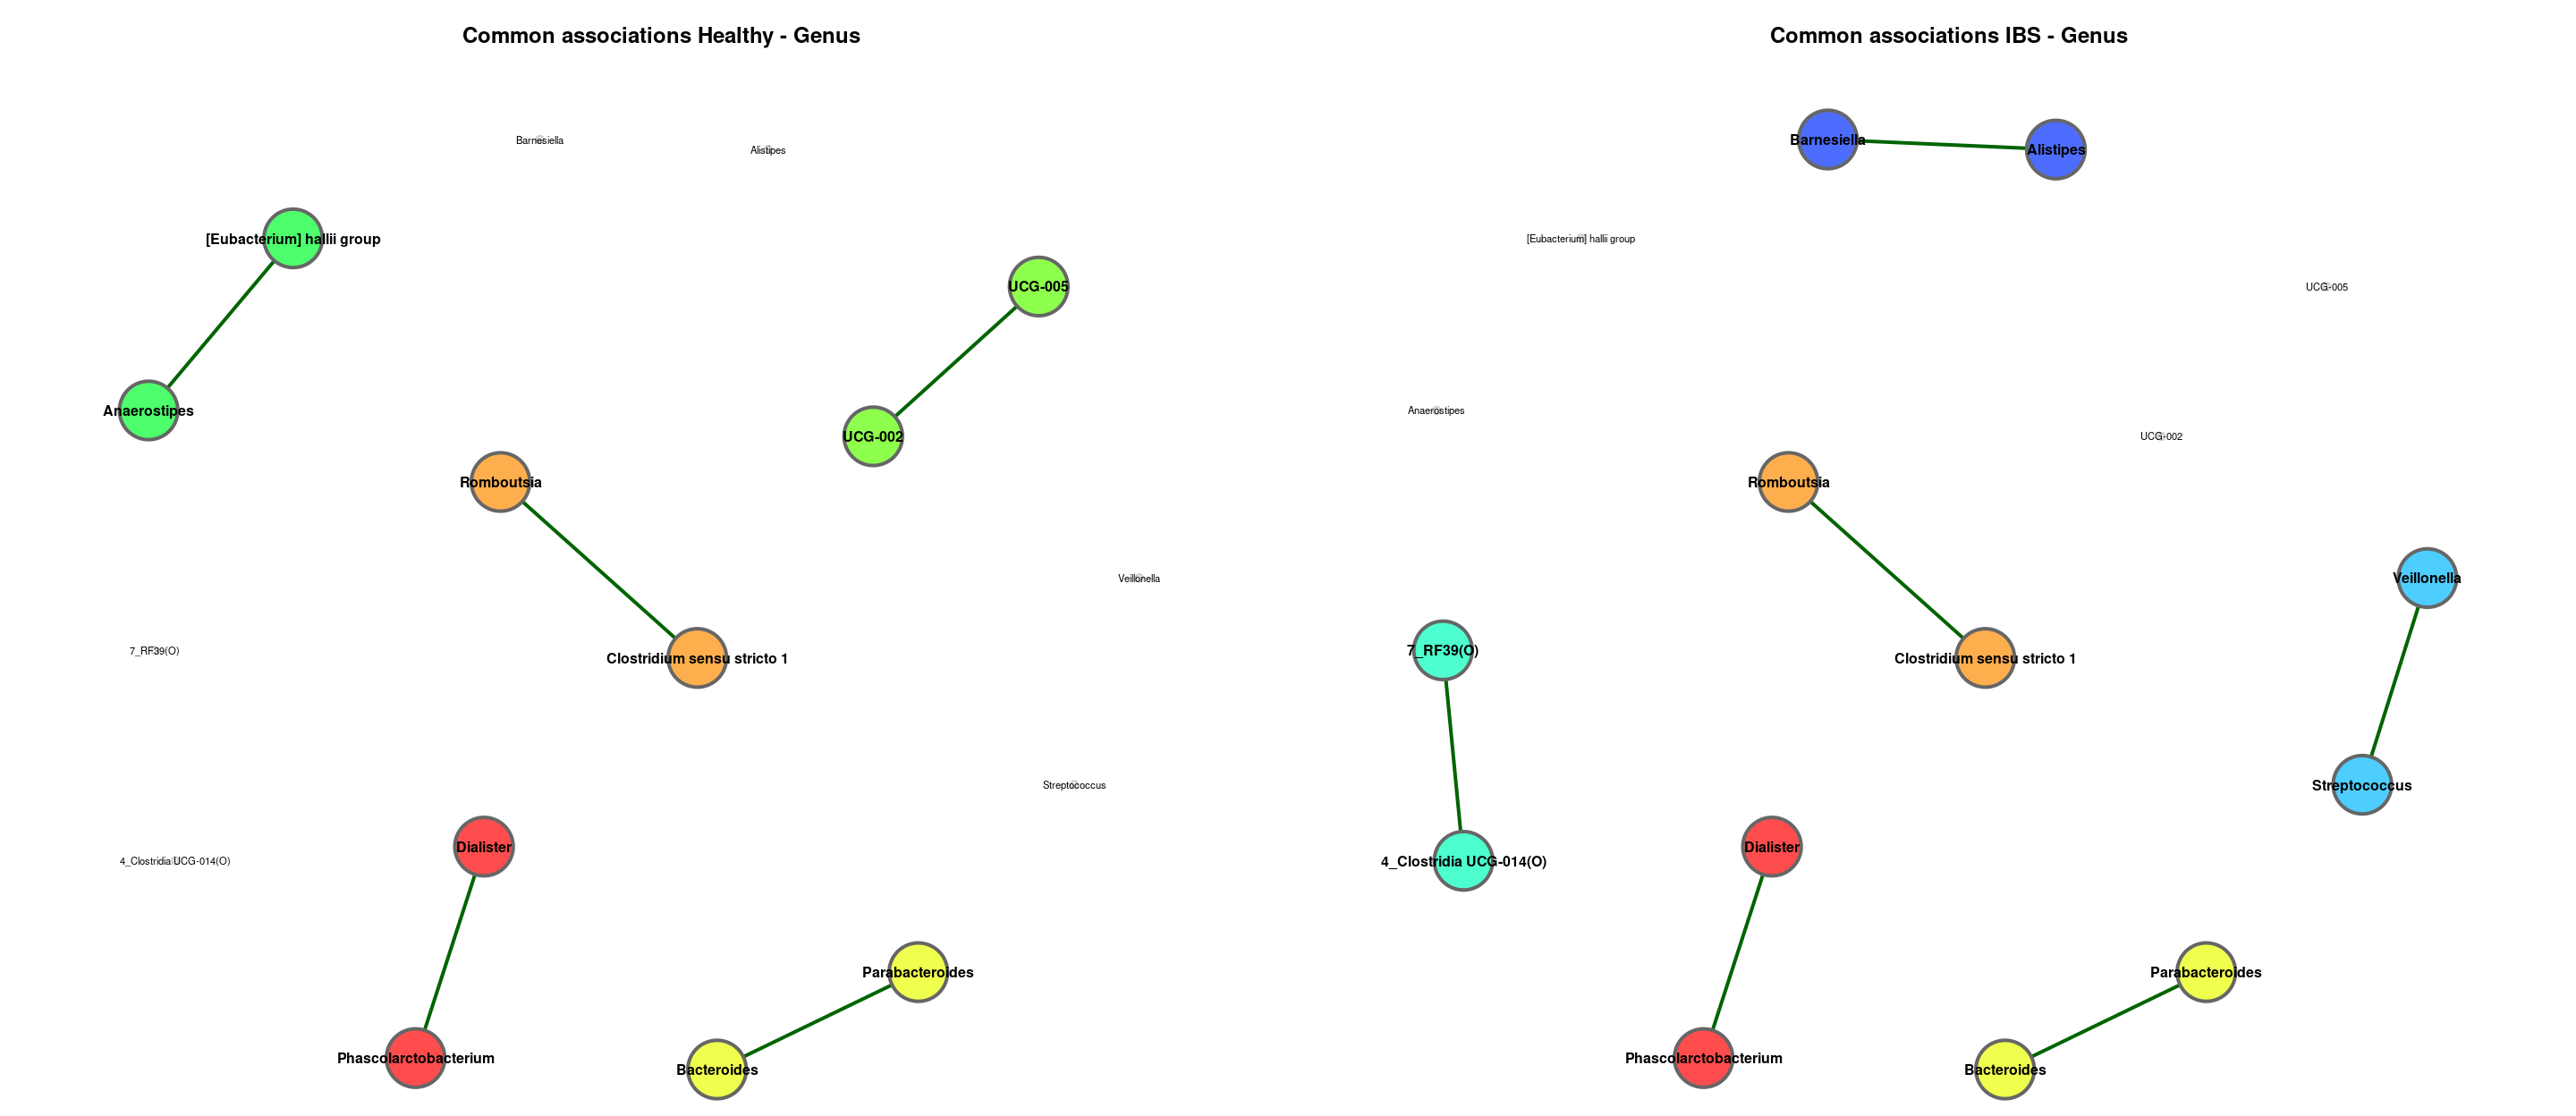 Common associations Healthy - Genus
Barnesiella
Alistipes
[Eubacterium] hallii group
UCG-005
Anaerostipes
UCG-002
Romboutsia
Veillonella
7_RF39(O)
Clostridium sensu stricto 1
Streptococcus
Dialister
4_Clostridia UCG-014(O)
Parabacteroides
Phascolarctobacterium
Bacteroides
Common associations IBS - Genus
Barnesiella
Alistipes
[Eubacterium] hallii group
UCG-005
Anaerostipes
UCG-002
Romboutsia
Veillonella
7_RF39(O)
Clostridium sensu stricto 1
Streptococcus
Dialister
4_Clostridia UCG-014(O)
Parabacteroides
Phascolarctobacterium
Bacteroides